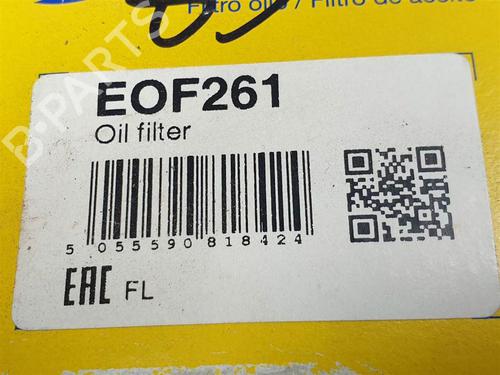 Filtro olio / Filtro de aceite
EOF261
Oil filter
5 055590 818424
EAC FL
B-PARTS